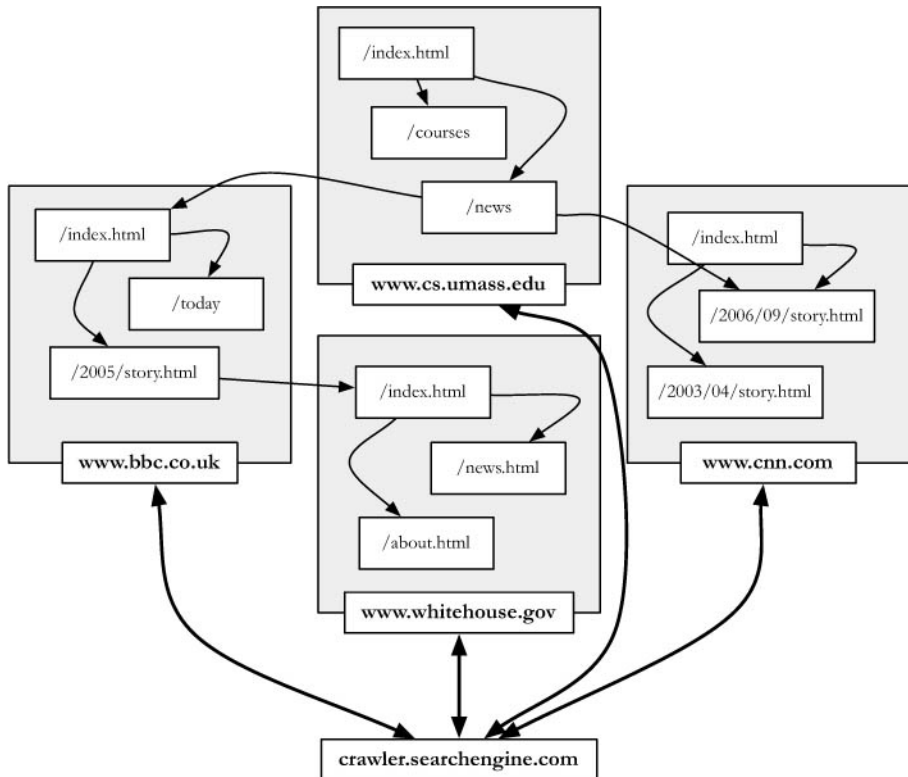 /index.html
/courses
/news
www.cs.umass.edu
/index.html
/today
/2005/story.html
www.bbc.co.uk
/index.html
/2006/09/story.html
/2003/04/story.html
www.cnn.com
/index.html
/news.html
/about.html
www.whitehouse.gov
crawler.searchengine.com